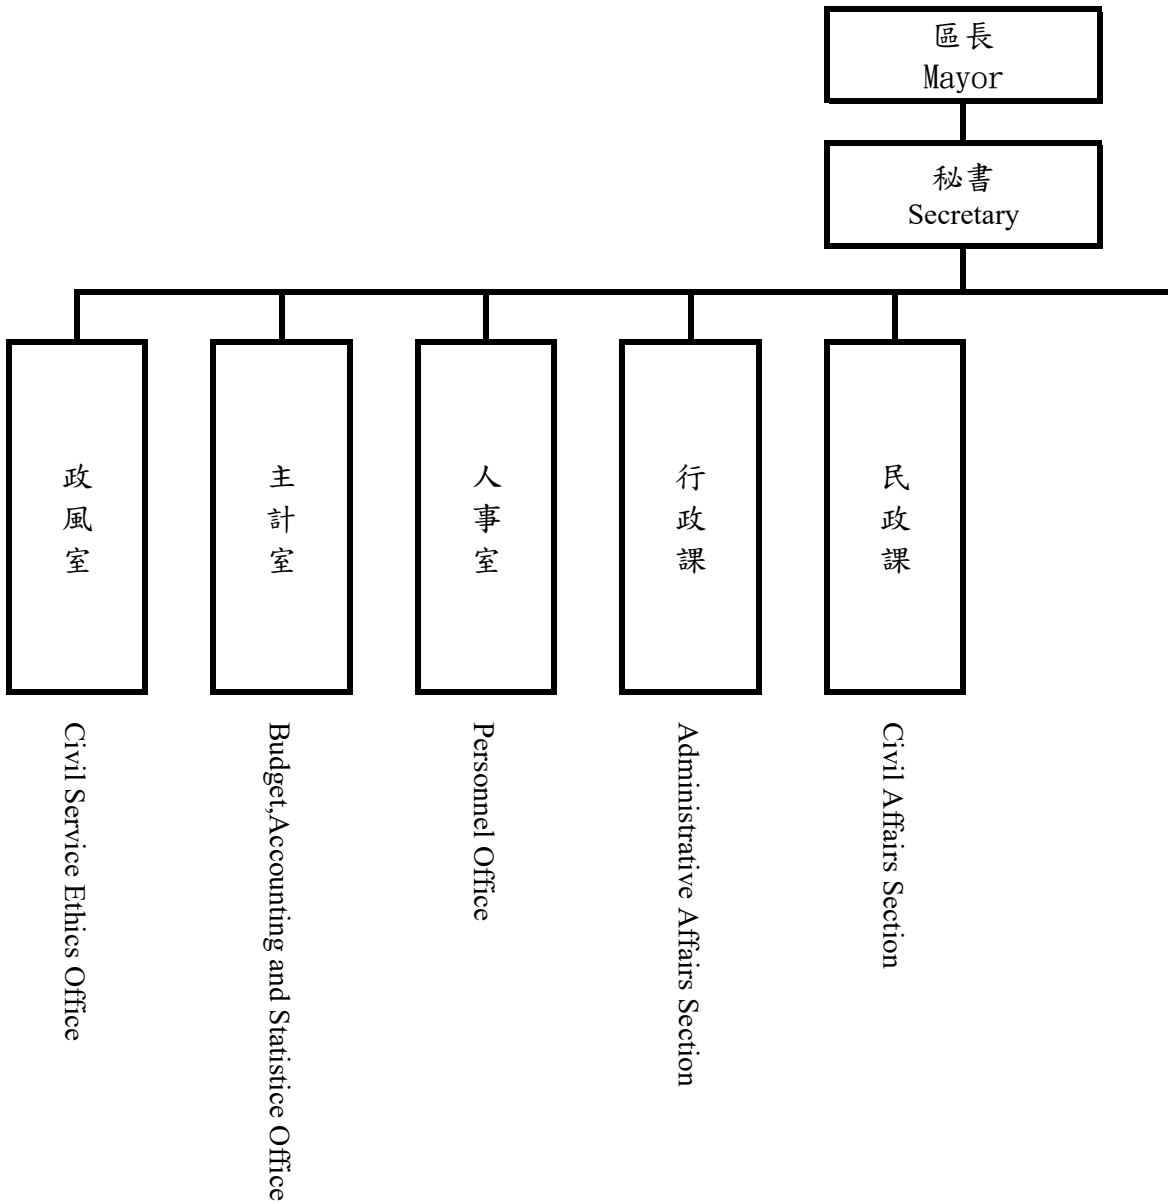 區長
Mayor
秘書
Secretary
政風室
主計室
人事室
行政課
民政課
Civil Service Ethics Office
Budget,Accounting and Statistice Office
Personnel Office
Administrative Affairs Section
Civil Affairs Section